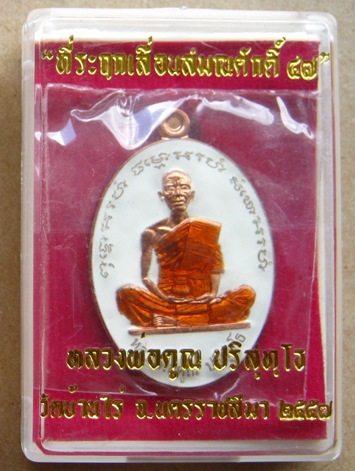 "ที่ระฤกเลื่อนสมณศักดิ์ ๔๗"
หลวงพ่อคูณ ปริสุทฺโธ
วัดบ้านไร่ จ.นครราชสีมา ๒๕๕๗